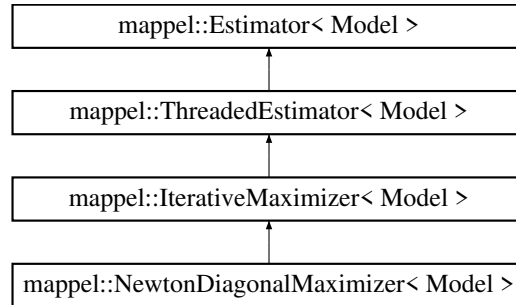 mappel::Estimator< Model >
mappel::ThreadedEstimator< Model >
mappel::IterativeMaximizer< Model >
mappel::NewtonDiagonalMaximizer< Model >